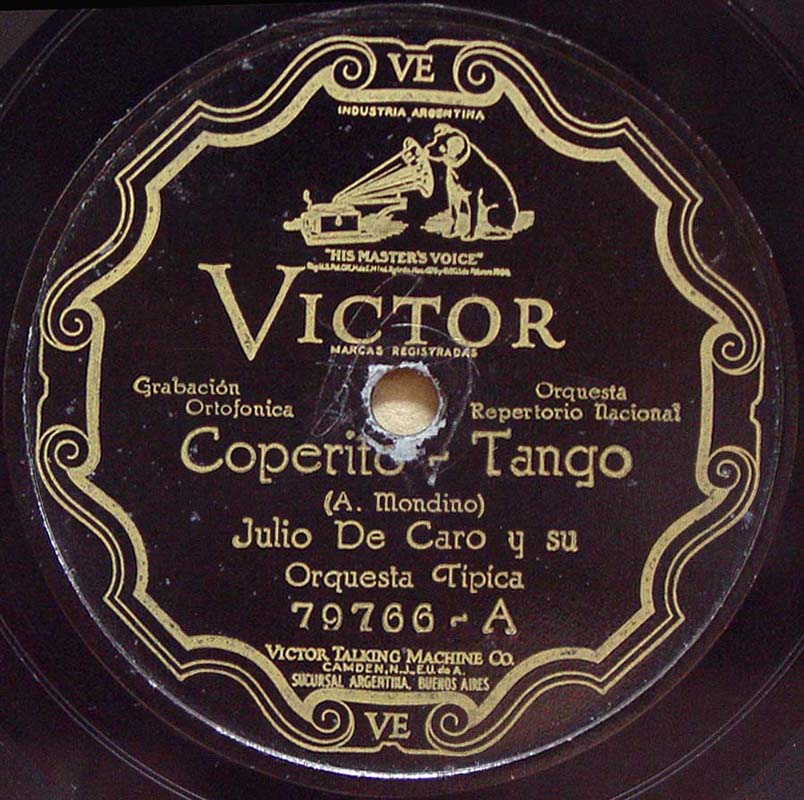 VE
INDUSTRIA ARGENTINA
"HIS MASTER'S VOICE"
VICTOR
MARCAS REGISTRADAS
Grabación
Ortofonica
Orquesta
Repertorio Nacional
Coperito - Tango
(A. Mondino)
Julio De Caro y su
Orquesta Típica
79766 - A
VICTOR TALKING MACHINE CO.
CAMDEN, N.J., E.U. de A.
SUCURSAL ARGENTINA, BUENOS AIRES
VE